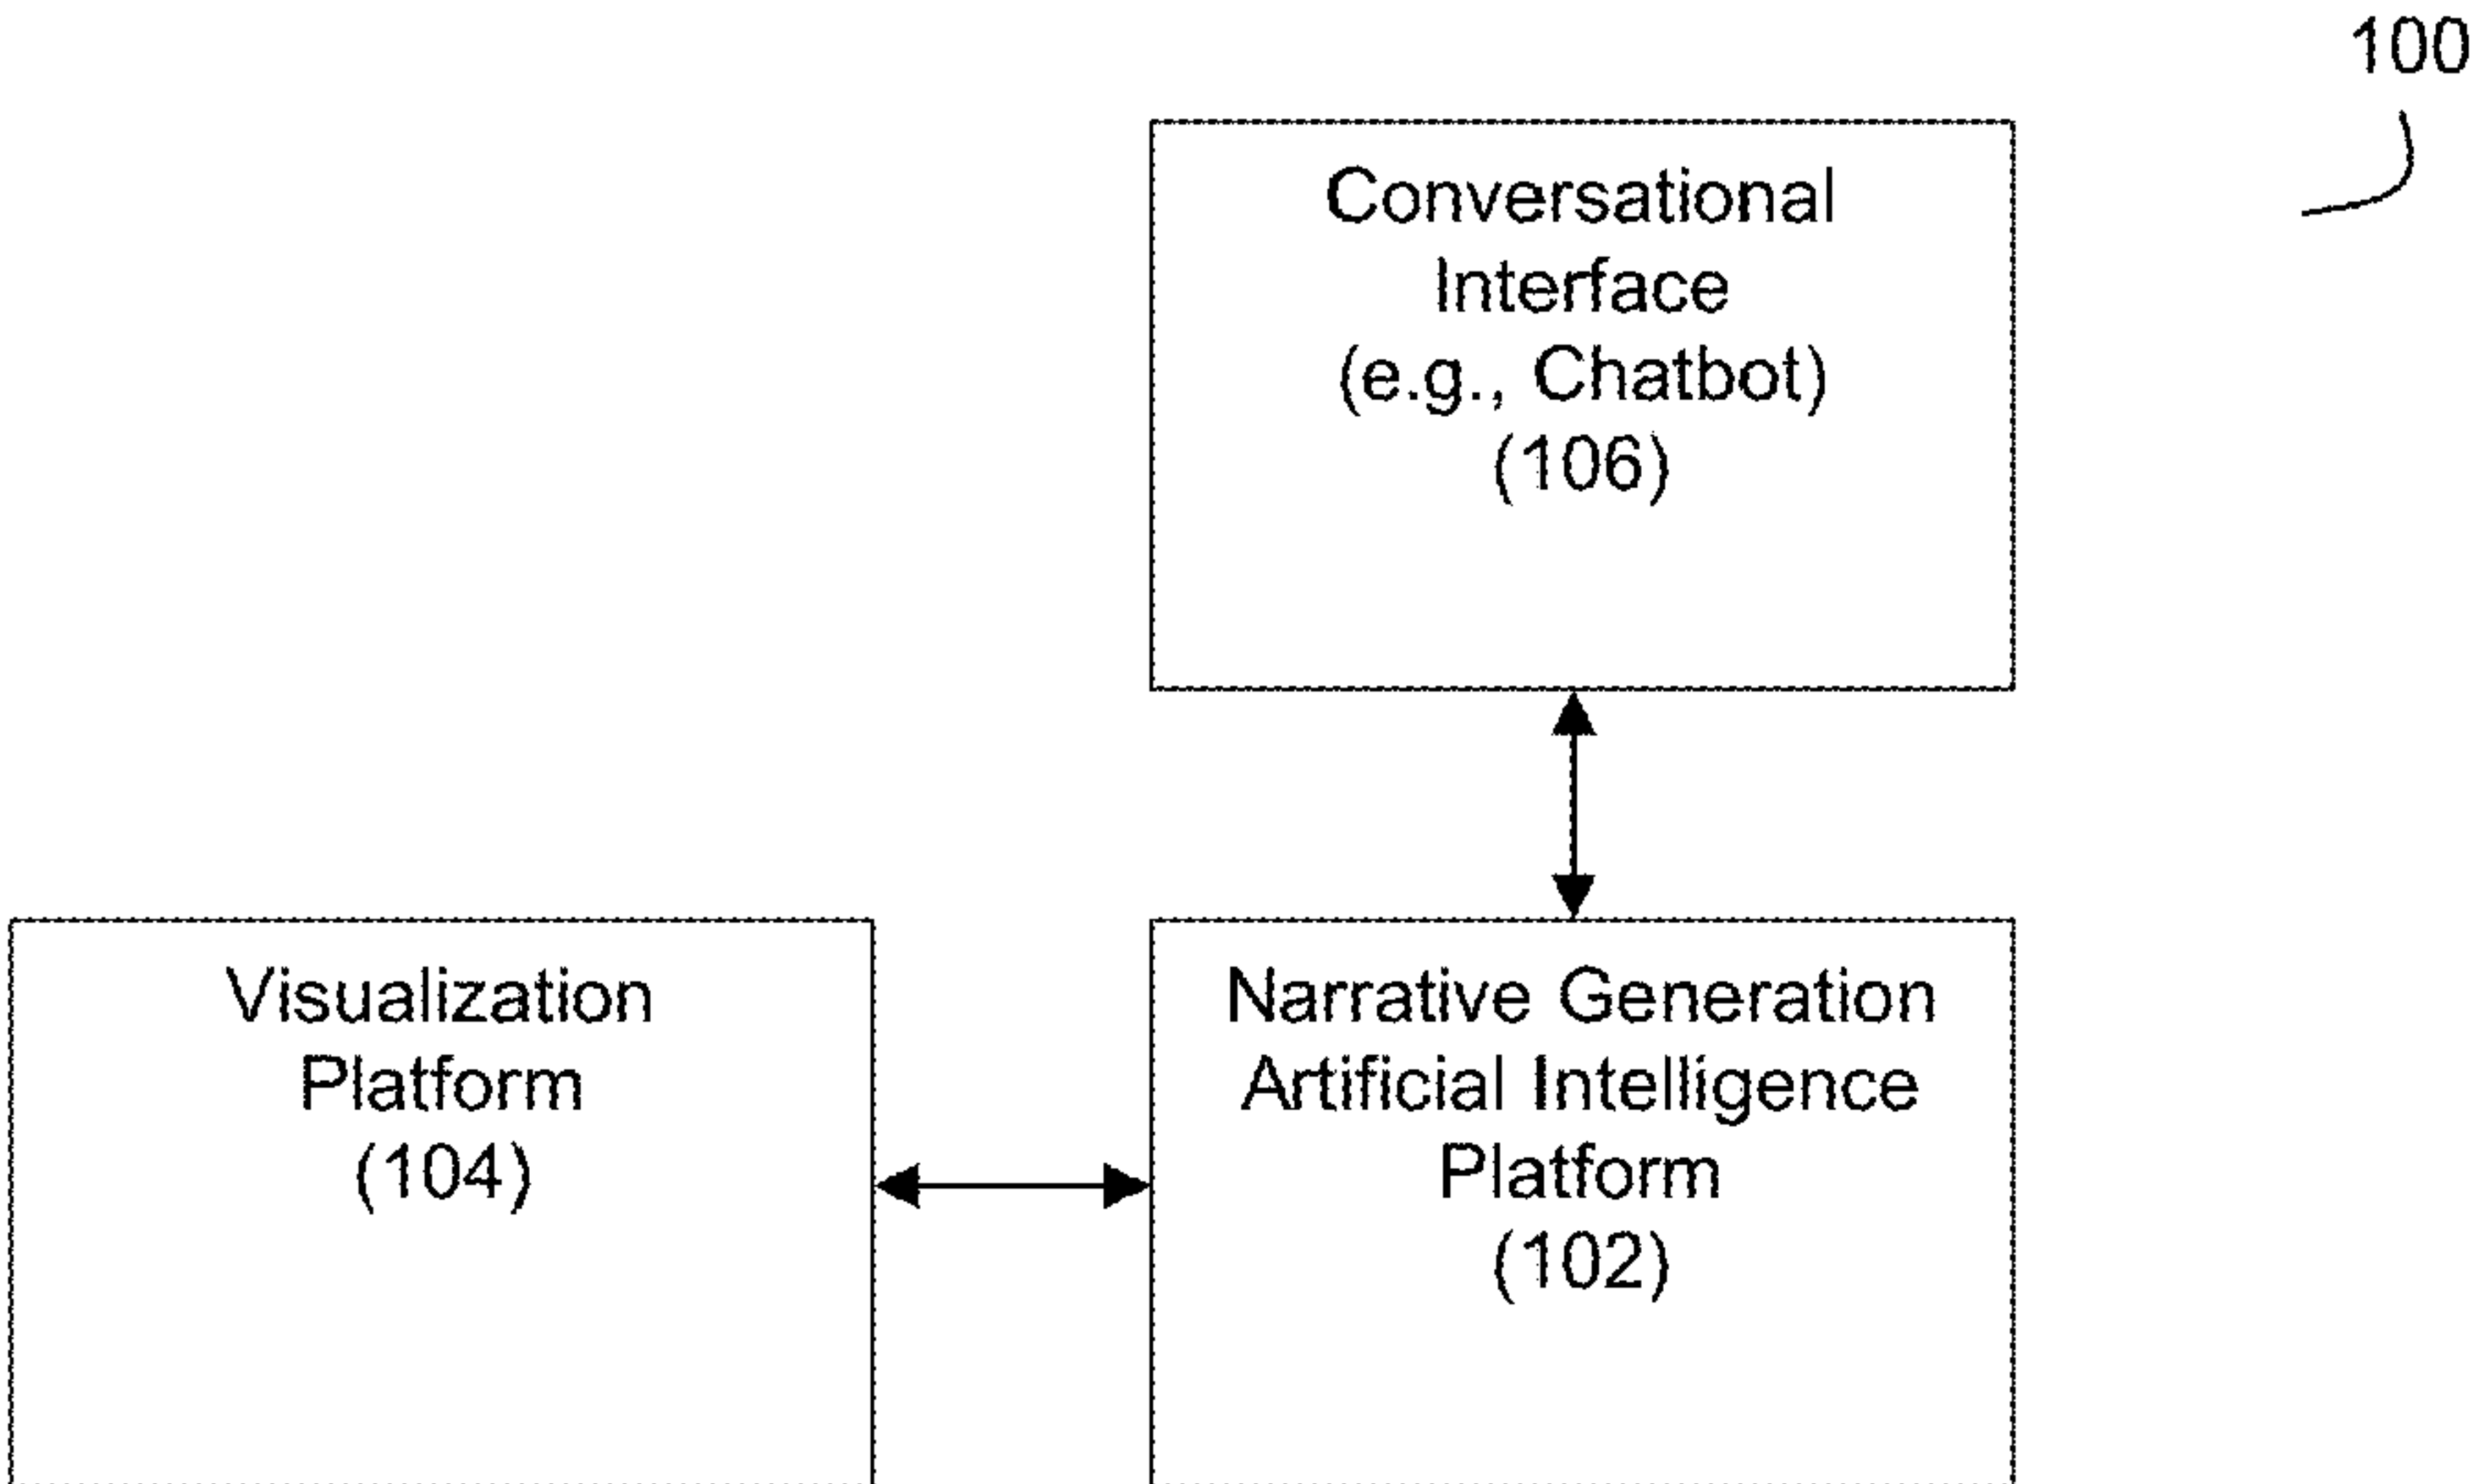 100
Conversational
Interface
(e.g., Chatbot)
(106)
Visualization
Platform
(104)
Narrative Generation
Artificial Intelligence
Platform
(102)